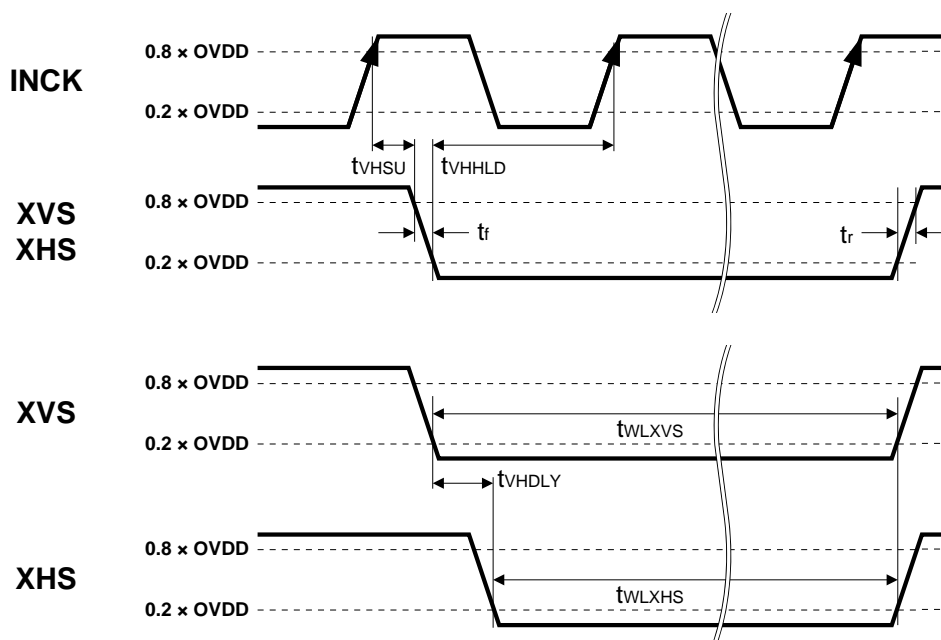 0.8 × OVDD
INCK
0.2 × OVDD
tVHSU
tVHHLD
0.8 × OVDD
XVS
XHS
tf
tr
0.2 × OVDD
0.8 × OVDD
XVS
tWLXVS
0.2 × OVDD
tVHDLY
0.8 × OVDD
XHS
tWLXHS
0.2 × OVDD